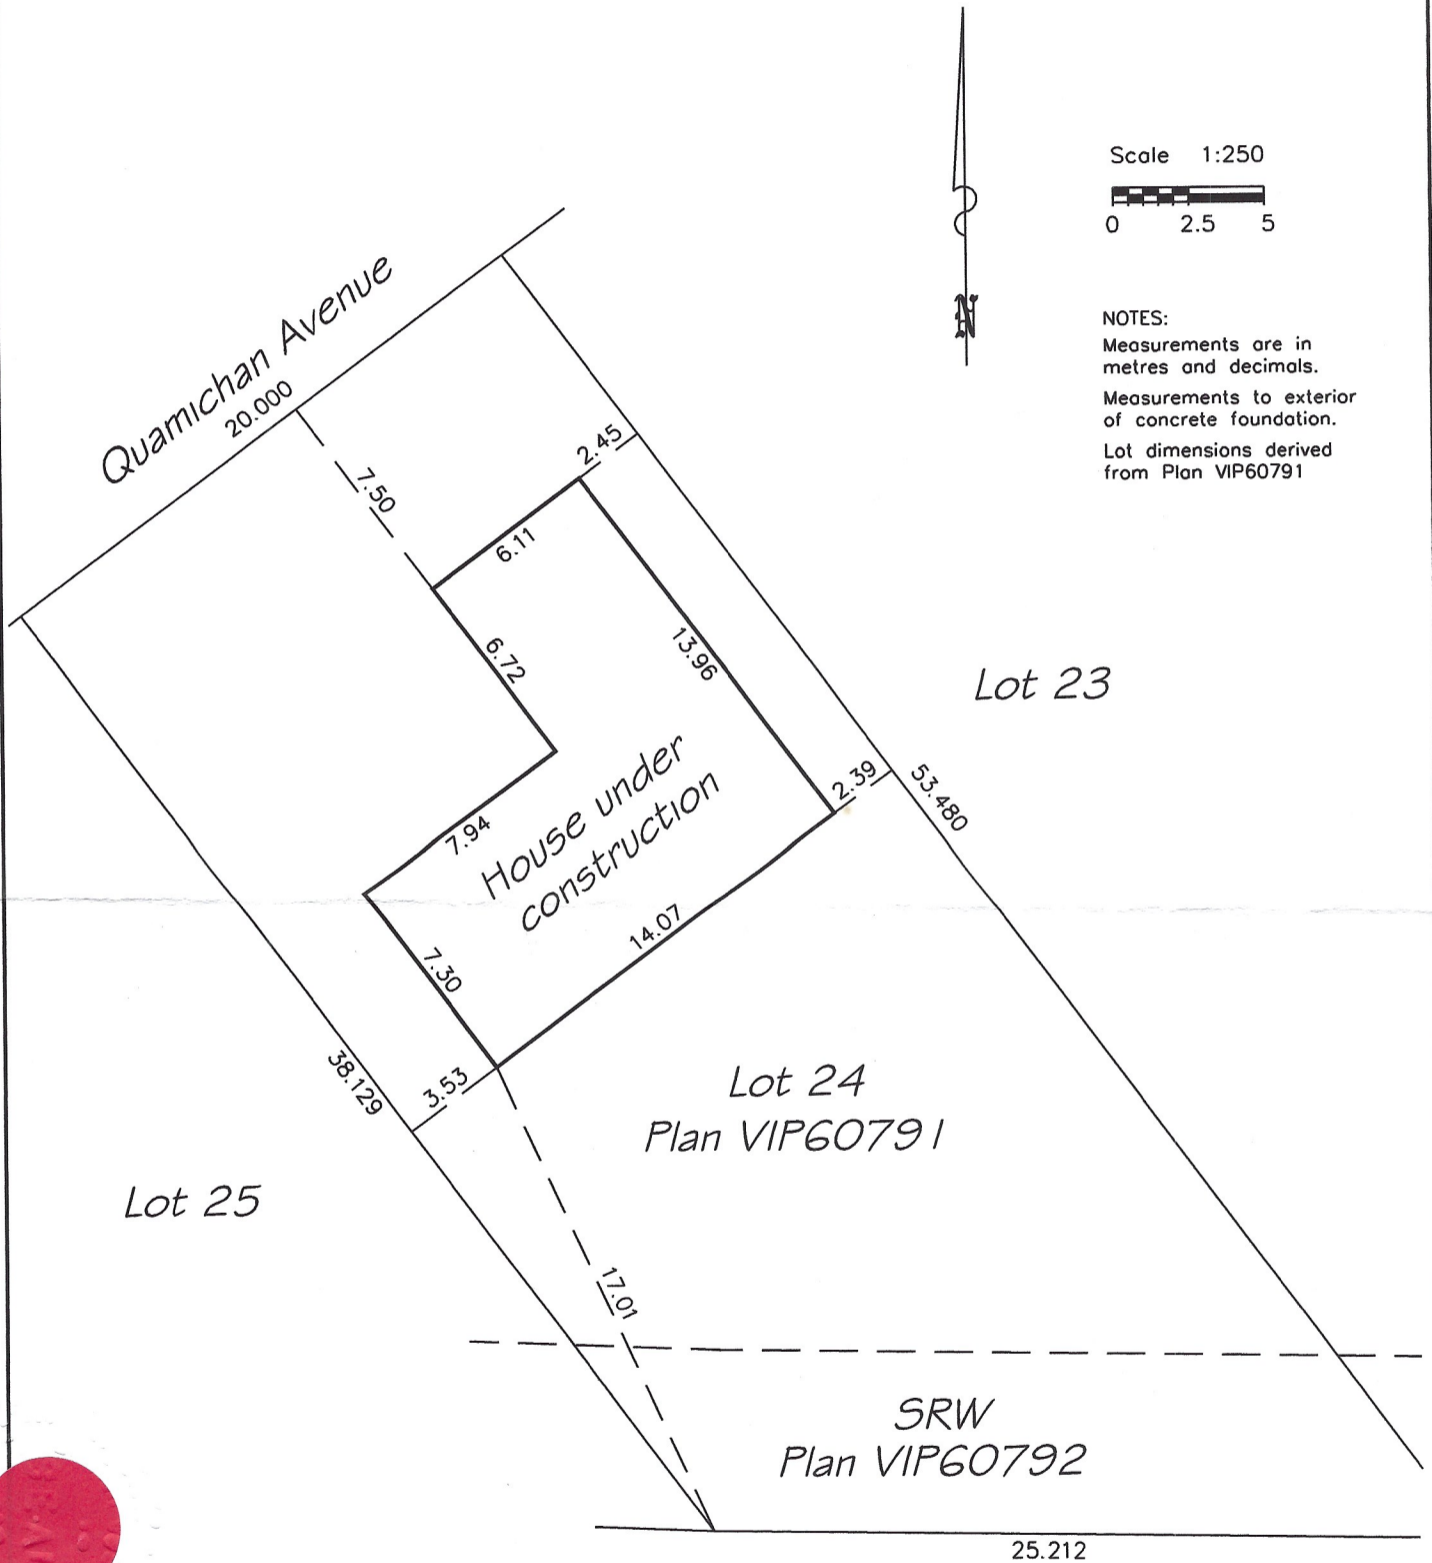 Scale 1:250
0 2.5 5
N
NOTES:
Measurements are in
metres and decimals.
Measurements to exterior
of concrete foundation.
Lot dimensions derived
from Plan VIP60791
Quamichan Avenue
20.000
7.50
2.45
6.11
6.72
13.96
Lot 23
2.39
53.480
7.94
House under
construction
14.07
7.30
38.129
3.53
Lot 24
Plan VIP60791
Lot 25
17.01
SRW
Plan VIP60792
25.212